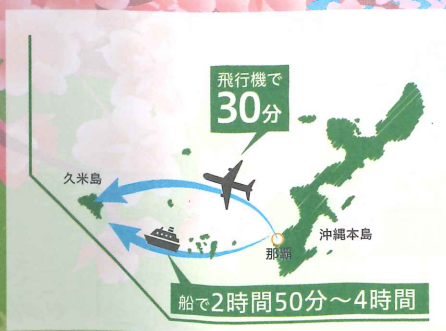 飛行機で
30分
久米島
沖縄本島
那覇
船で2時間50分～4時間